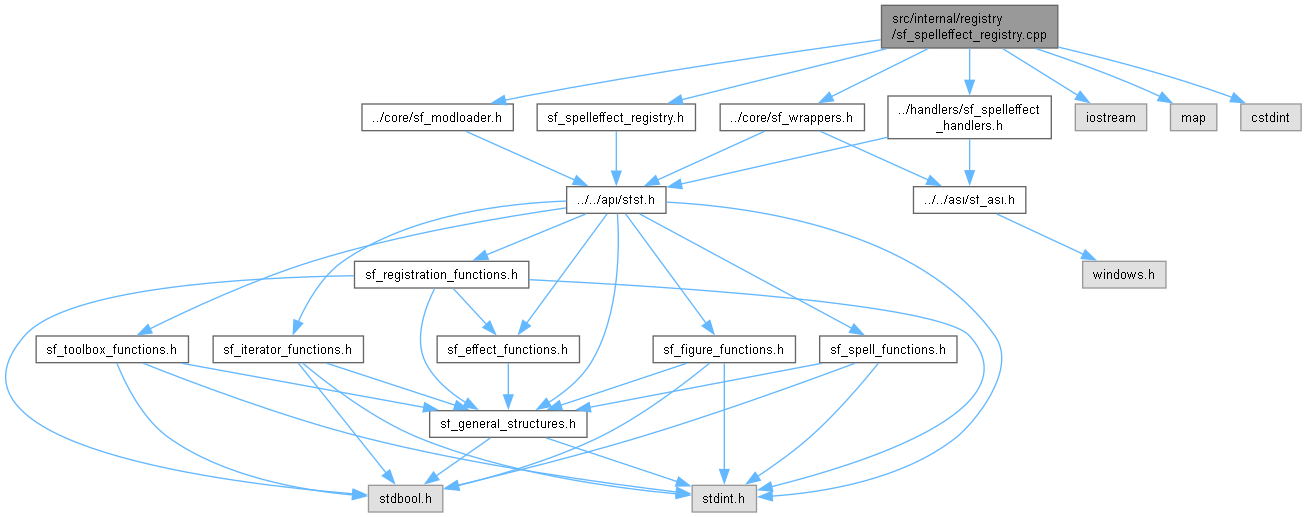 src/internal/registry
/sf_spelleffect_registry.cpp
../core/sf_modloader.h
sf_spelleffect_registry.h
../core/sf_wrappers.h
../handlers/sf_spelleffect
_handlers.h
iostream
map
cstdint
../../api/sfsf.h
../../asi/sf_asi.h
sf_registration_functions.h
windows.h
sf_toolbox_functions.h
sf_iterator_functions.h
sf_effect_functions.h
sf_figure_functions.h
sf_spell_functions.h
sf_general_structures.h
stdbool.h
stdint.h